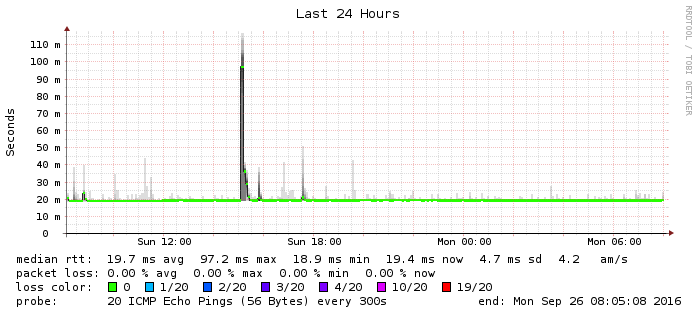 Last 24 Hours
RRDTOOL / TOBI OETIKER
Seconds
110 m
100 m
90 m
80 m
70 m
60 m
50 m
40 m
30 m
20 m
10 m
0
Sun 12:00 Sun 18:00 Mon 00:00 Mon 06:00
median rtt: 19.7 ms avg 97.2 ms max 18.9 ms min 19.4 ms now 4.7 ms sd 4.2 am/s
packet loss: 0.00 % avg 0.00 % max 0.00 % min 0.00 % now
loss color: 0 1/20 2/20 3/20 4/20 10/20 19/20
probe: 20 ICMP Echo Pings (56 Bytes) every 300s end: Mon Sep 26 08:05:08 2016